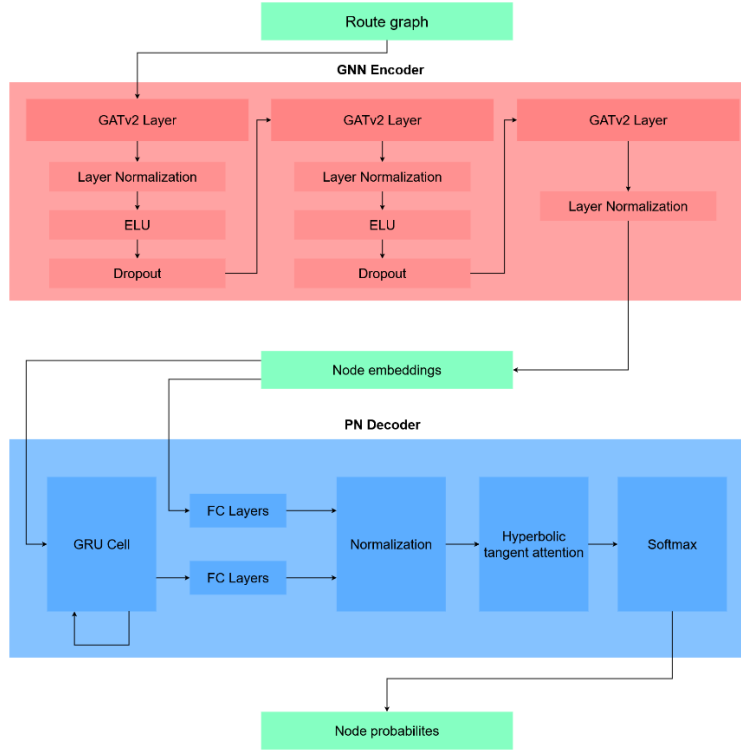 Route graph
GNN Encoder
GATv2 Layer
GATv2 Layer
GATv2 Layer
Layer Normalization
Layer Normalization
Layer Normalization
ELU
ELU
Dropout
Dropout
Node embeddings
PN Decoder
GRU Cell
FC Layers
FC Layers
Normalization
Hyperbolic
tangent attention
Softmax
Node probabilites